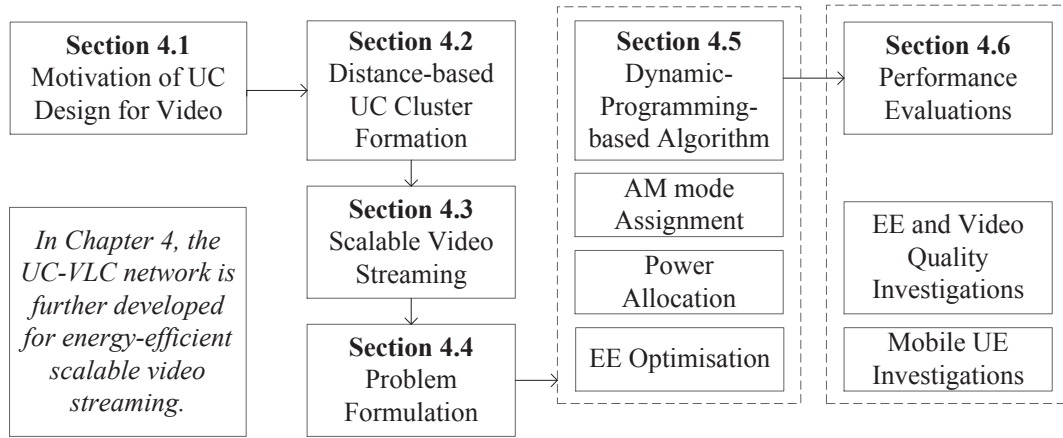 Section 4.1
Motivation of UC
Design for Video
In Chapter 4, the
UC-VLC network is
further developed
for energy-efficient
scalable video
streaming.
Section 4.2
Distance-based
UC Cluster
Formation
Section 4.3
Scalable Video
Streaming
Section 4.4
Problem
Formulation
Section 4.5
Dynamic-
Programming-
based Algorithm
AM mode
Assignment
Power
Allocation
EE Optimisation
Section 4.6
Performance
Evaluations
EE and Video
Quality
Investigations
Mobile UE
Investigations